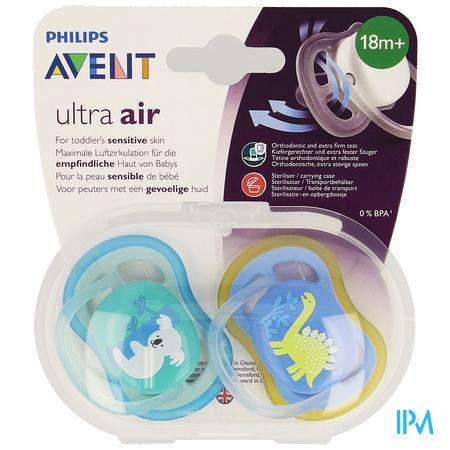 PHILIPS
AVENT
18m+
ultra air
For toddler's sensitive skin
Maximale Luftzirkulation für die
empfindliche Haut von Babys
Pour la peau sensible de bébé
Voor peuters met een gevoelige huid
Orthodontic and extra firm teat
Kiefergerechter und extra fester Sauger
Tétine orthodontique et robuste
Orthodontische, extra stevige speen
Steriliser / carrying case
Sterilisator / Transportbehälter
Stérilisateur / boîte de transport
Sterilisatie- en opbergdoosje
0 % BPA¹
IPM